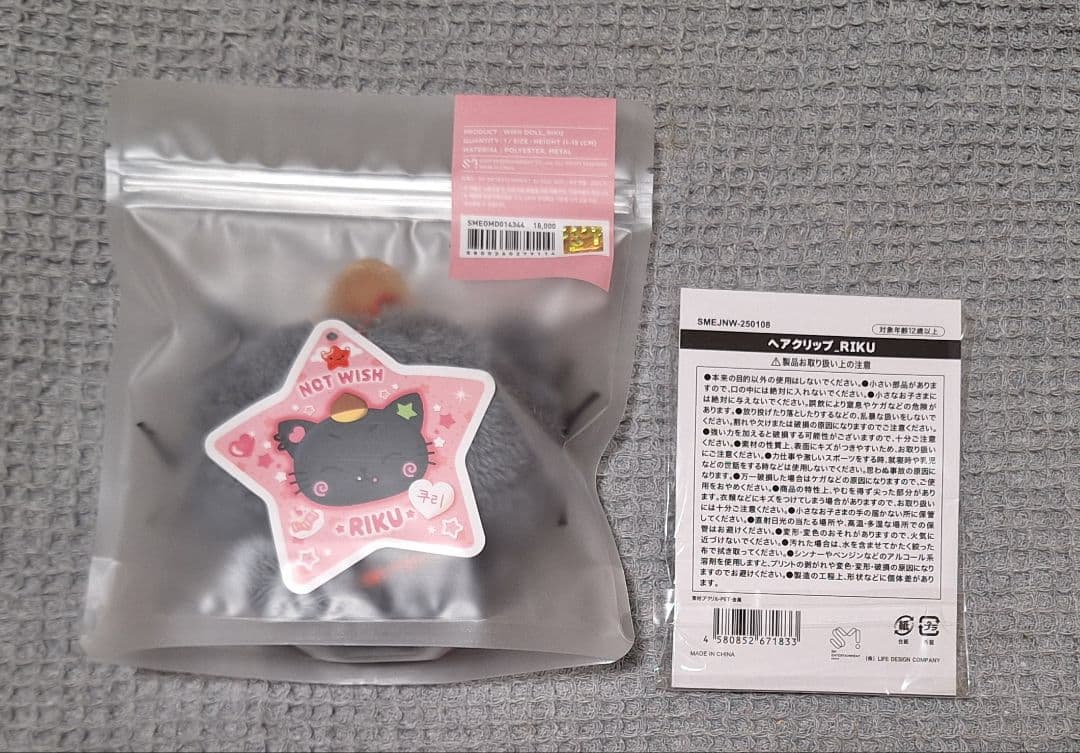 PRODUCT : WISH DOLL_RIKU
QUANTITY : 1 / SIZE : HEIGHT
MATERIAL : POLYESTER, METAL
SMEOMD014344 18,000
NOT WISH
쿠리
RIKU
SMEJNW-250108
対象年齢12歳以上
ヘアクリップ_RIKU
⚠製品お取り扱い上の注意
●本来の目的以外の使用はしないでください。●小さい部品がありま
すので、口の中には絶対に入れないでください。●小さなお子さまに
は絶対に与えないでください。誤飲により窒息やケガなどの危険が
あります。●放り投げたり落としたりするなどの、乱暴な扱いをしないで
ください。割れや欠けまたは破損の原因になりますのでご注意ください。
●強い力を加えると破損する可能性がございますので、十分ご注意
ください。●素材の性質上、表面にキズがつきやすいため、お取り扱い
にご注意ください。●力仕事や激しいスポーツをする時、就寝時や乳児
などの世話をする時などは使用しないでください。思わぬ事故の原因に
なります。●万一破損した場合はケガなどの原因になりますので、ご使
用をおやめください。●商品の特性上、やむを得ず尖った部分があり
ます。衣類などにキズをつけてしまう場合がありますので、お取り扱い
には十分ご注意ください。●小さなお子さまの手の届かない所に保管
してください。●直射日光の当たる場所や、高温・多湿な場所での保
管はお避けください。●変形・変色のおそれがありますので、火気に
近づけないでください。●汚れた場合は、水を含ませてかたく絞った
布で拭き取ってください。●シンナーやベンジンなどのアルコール系
溶剤を使用しますと、プリントの剥がれや変色・変形・破損の原因になり
ますのでお避けください。●製造の工程上、形状などに個体差があり
ます。
素材アクリル・PET・金属
4 580852 671833
MADE IN CHINA
SM
SM ENTERTAINMENT
紙
台紙
プラ
(株) LIFE DESIGN COMPANY